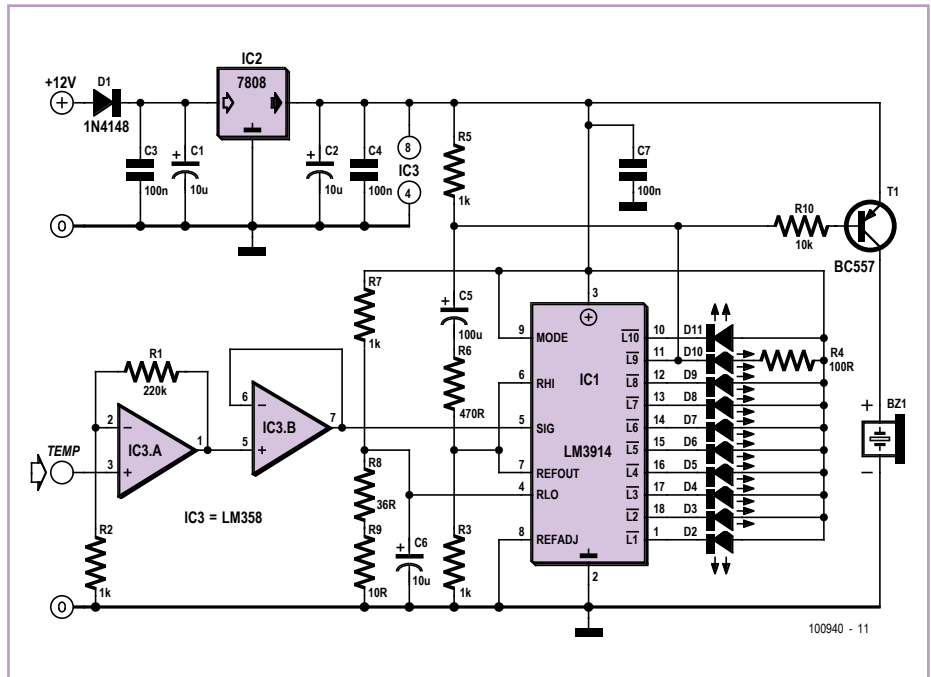 IC2
+12V
D1
7808
1N4148
C3
100n
C1
10u
C2
10u
C4
100n
8
IC3
4
R5
1k
C7
100n
T1
R10
10k
BC557
R7
1k
C5
100u
R6
470R
3
9
MODE
L10
10
D11
L9
11
D10
R4
100R
6
RHI
IC1
L8
12
D9
L7
13
D8
5
SIG
LM3914
L6
14
D7
L5
15
D6
7
REFOUT
L4
16
D5
4
RLO
L3
17
D4
L2
18
D3
8
REFADJ
L1
1
D2
2
BZ1
+
–
R1
220k
2
–
IC3.A
1
3
+
TEMP
6
–
IC3.B
7
5
+
IC3 = LM358
R2
1k
R8
36R
R9
10R
C6
10u
R3
1k
0
0
100940 - 11